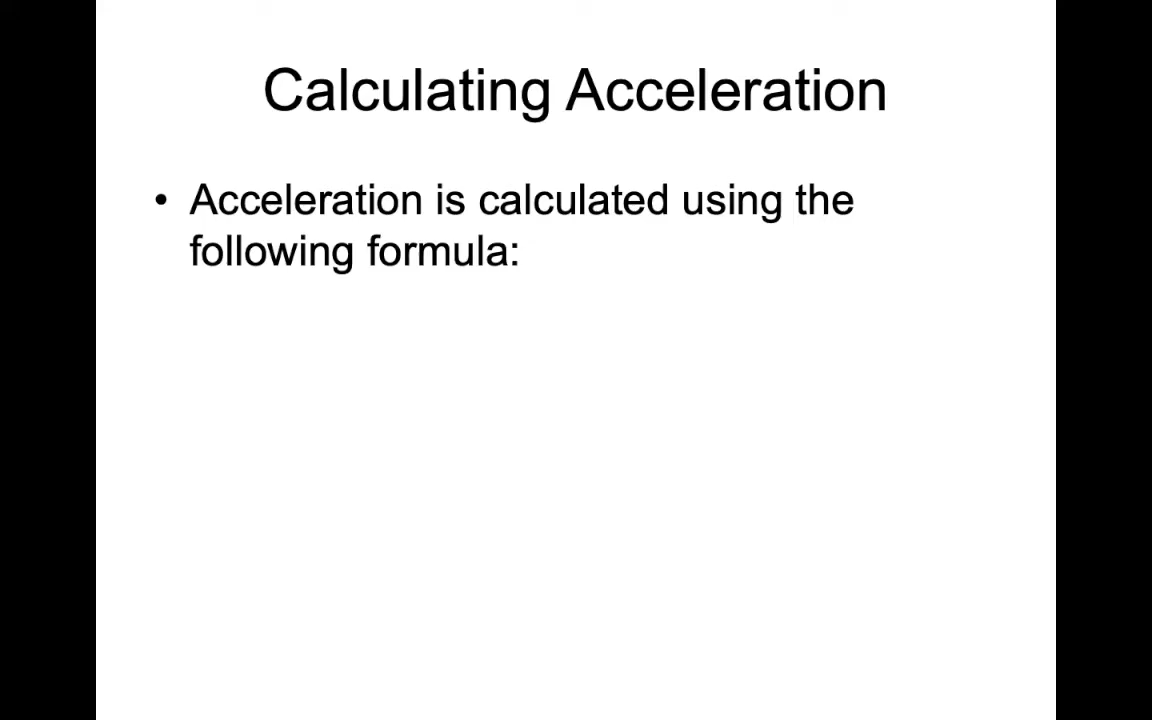 Calculating Acceleration
• Acceleration is calculated using the
following formula: